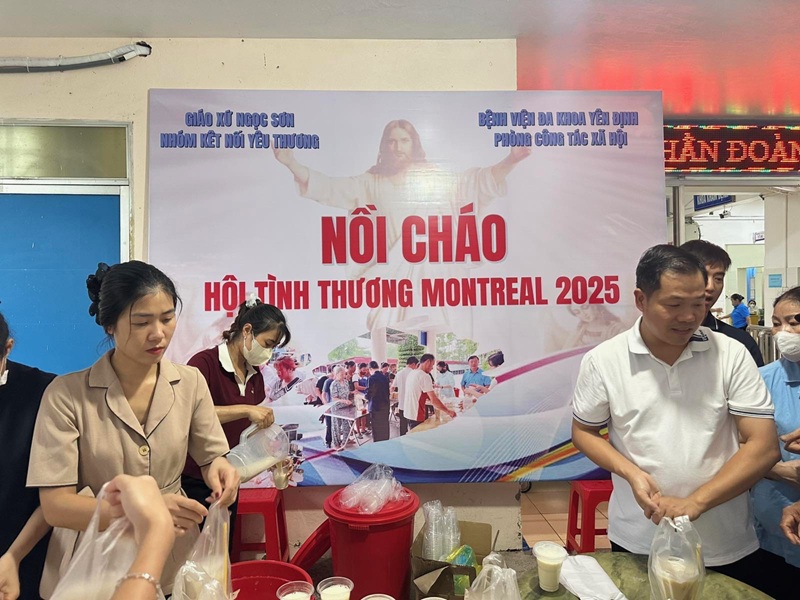 GIÁO XỨ NGỌC SƠN
NHÓM KẾT NỐI YÊU THƯƠNG
BỆNH VIỆN ĐA KHOA YÊN ĐỊNH
PHÒNG CÔNG TÁC XÃ HỘI
NỒI CHÁO
HỘI TÌNH THƯƠNG MONTREAL 2025
HẦN ĐOÀN